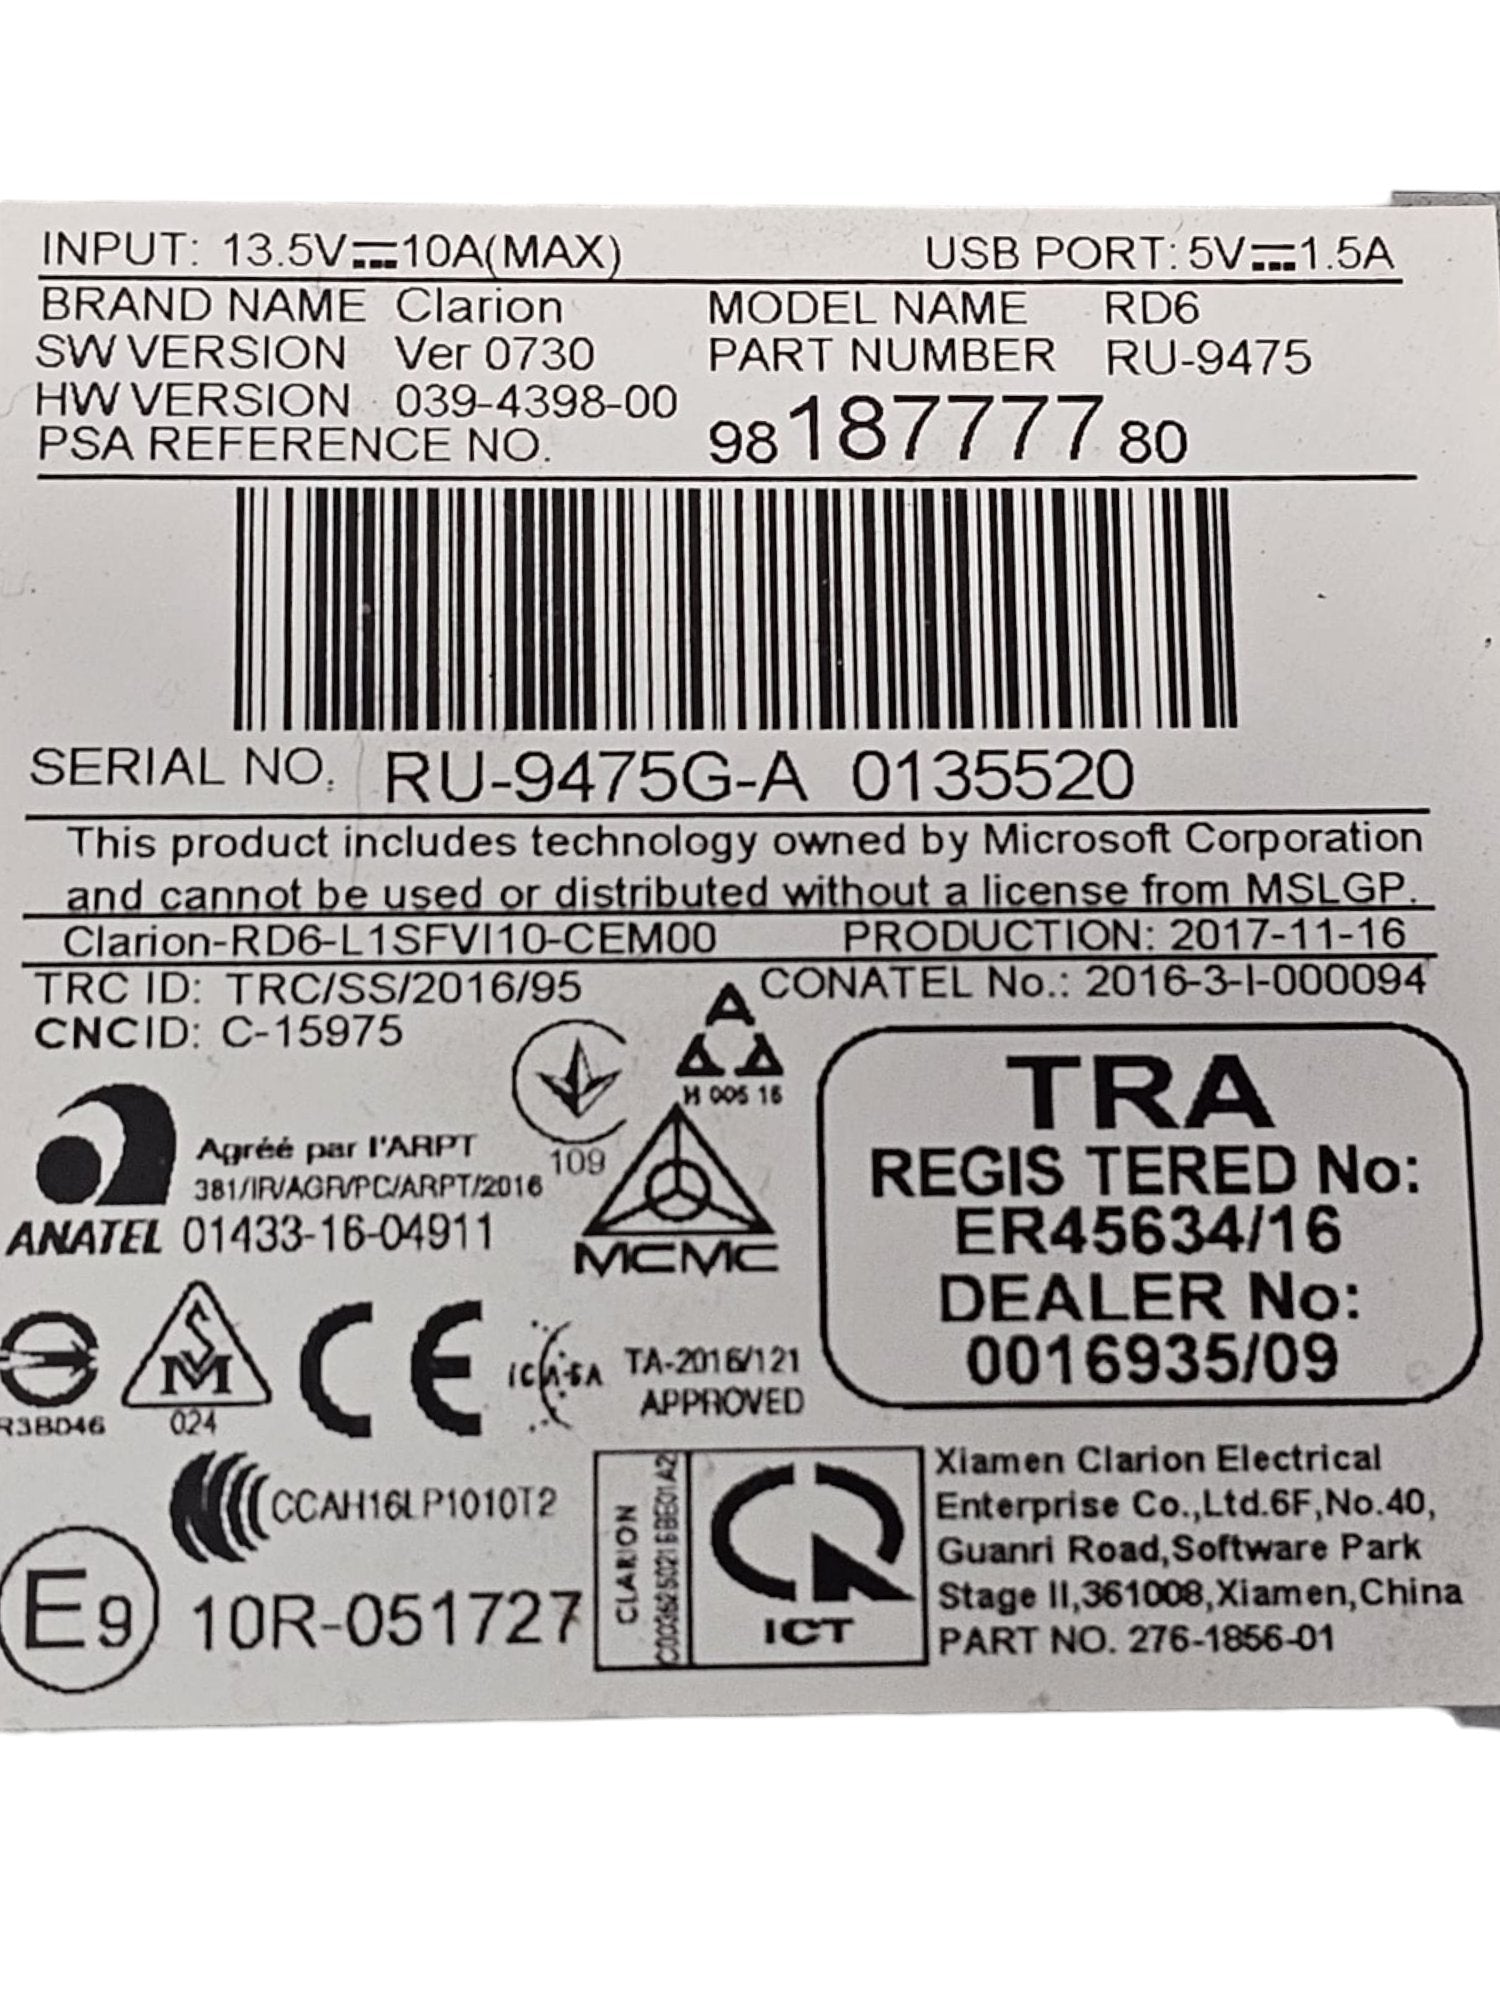 INPUT: 13.5V⎓10A(MAX) USB PORT: 5V⎓1.5A
BRAND NAME Clarion MODEL NAME RD6
SW VERSION Ver 0730 PART NUMBER RU-9475
HW VERSION 039-4398-00
PSA REFERENCE NO. 98 187777 80
SERIAL NO. RU-9475G-A 0135520
This product includes technology owned by Microsoft Corporation
and cannot be used or distributed without a license from MSLGP.
Clarion-RD6-L1SFVI10-CEM00 PRODUCTION: 2017-11-16
TRC ID: TRC/SS/2016/95 CONATEL No.: 2016-3-I-000094
CNCID: C-15975
H 005 16
109
Agréé par l'ARPT
381/IR/AGR/PC/ARPT/2016
ANATEL 01433-16-04911
MCMC
TRA
REGIS TERED No:
ER45634/16
DEALER No:
0016935/09
R3BD46
SM
024
CE
ICASA TA-2016/121
APPROVED
CCAH16LP1010T2
E9 10R-051727
CLARION
ICT
Xiamen Clarion Electrical
Enterprise Co.,Ltd.6F,No.40,
Guanri Road,Software Park
Stage II,361008,Xiamen,China
PART NO. 276-1856-01